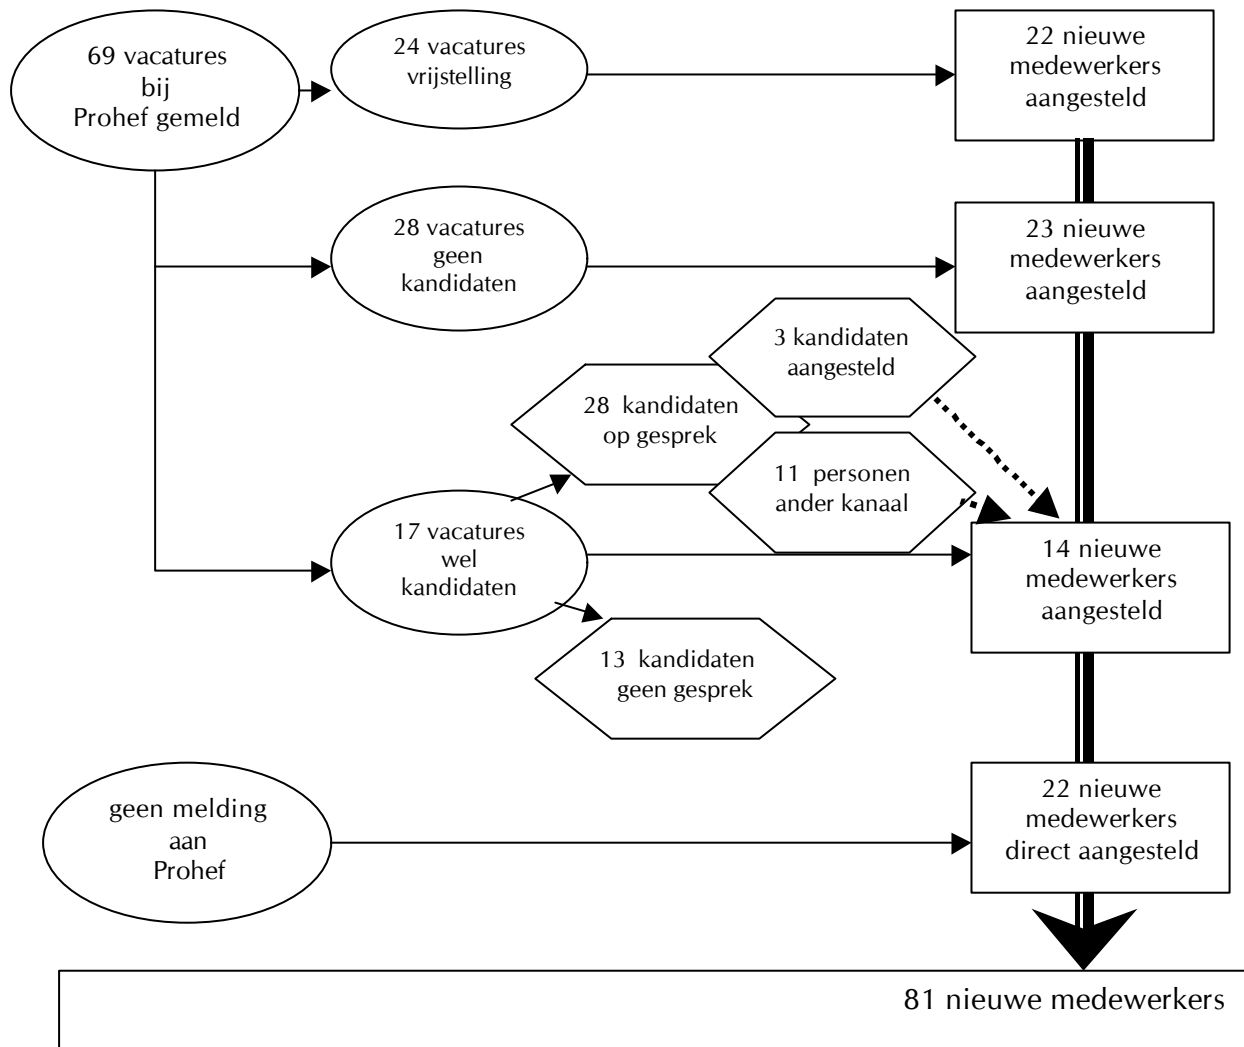 69 vacatures
bij
Prohef gemeld
24 vacatures
vrijstelling
22 nieuwe
medewerkers
aangesteld
28 vacatures
geen
kandidaten
23 nieuwe
medewerkers
aangesteld
3 kandidaten
aangesteld
28 kandidaten
op gesprek
11 personen
ander kanaal
17 vacatures
wel
kandidaten
14 nieuwe
medewerkers
aangesteld
13 kandidaten
geen gesprek
geen melding
aan
Prohef
22 nieuwe
medewerkers
direct aangesteld
81 nieuwe medewerkers